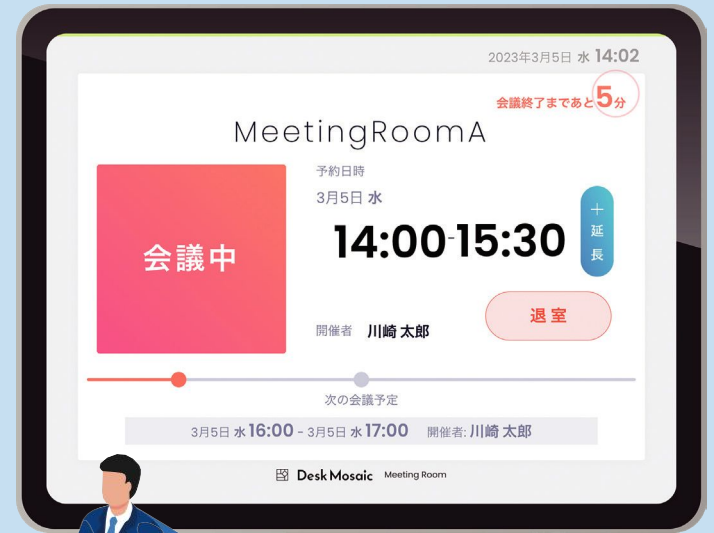 2023年3月5日 水 14:02
会議終了まであと5分
MeetingRoomA
予約日時
3月5日 水
14:00-15:30
＋延長
会議中
退室
開催者 川崎 太郎
次の会議予定
3月5日 水 16:00 - 3月5日 水 17:00 開催者: 川崎 太郎
Desk Mosaic Meeting Room